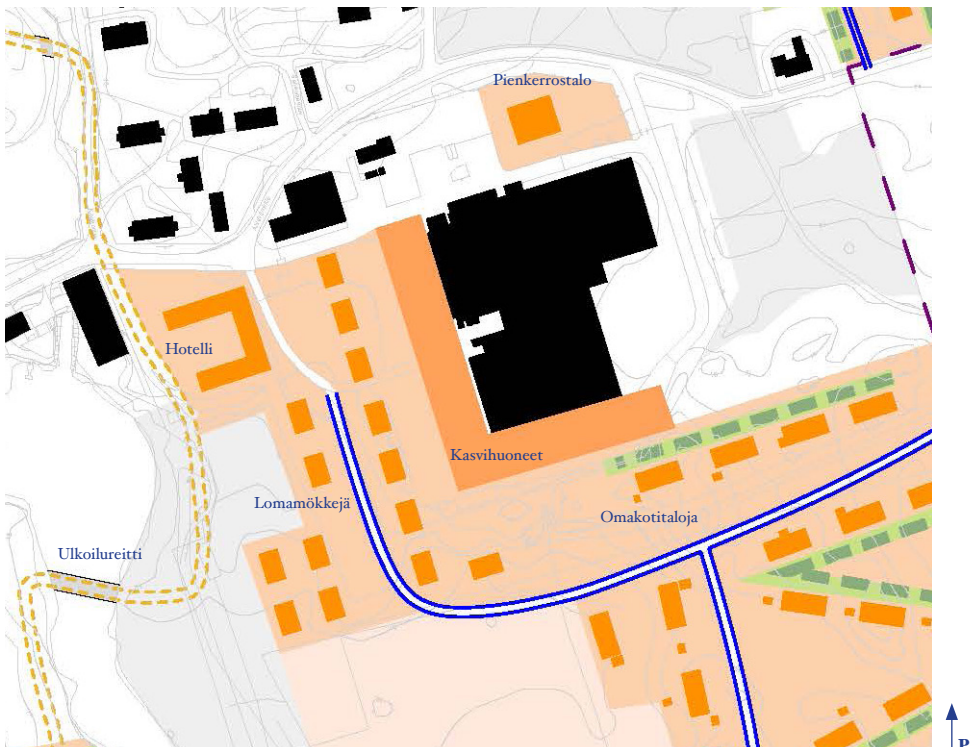 Pienkerrostalo
Hotelli
Kasvihuoneet
Lomamökkejä
Omakotitaloja
Ulkoilureitti
P